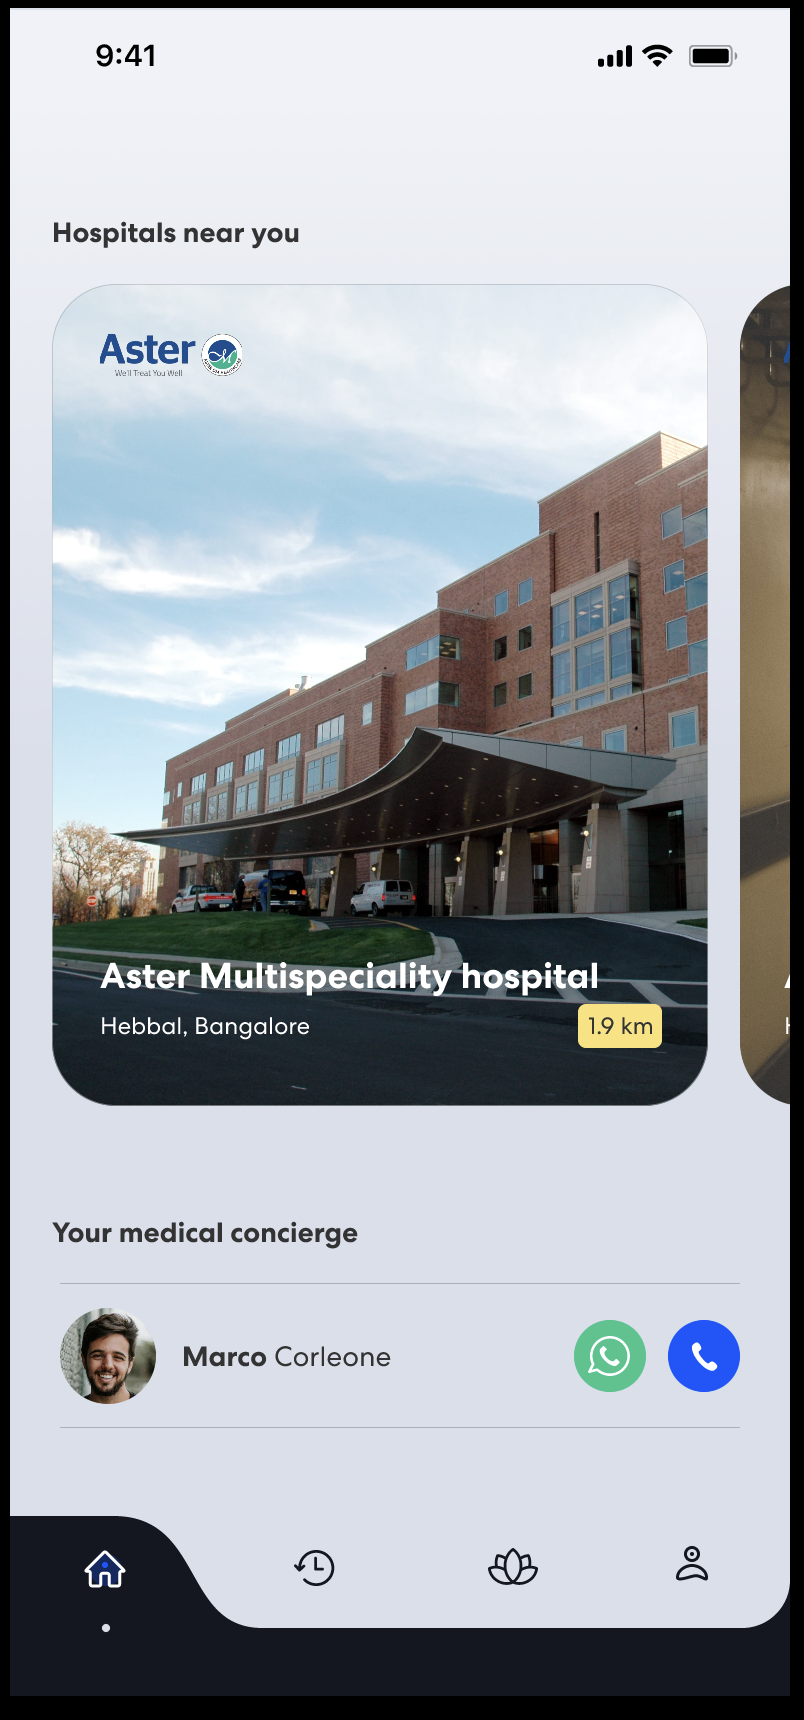 9:41
Hospitals near you
Aster
We'll Treat You Well
Aster Multispeciality hospital
Hebbal, Bangalore
1.9 km
Your medical concierge
Marco Corleone